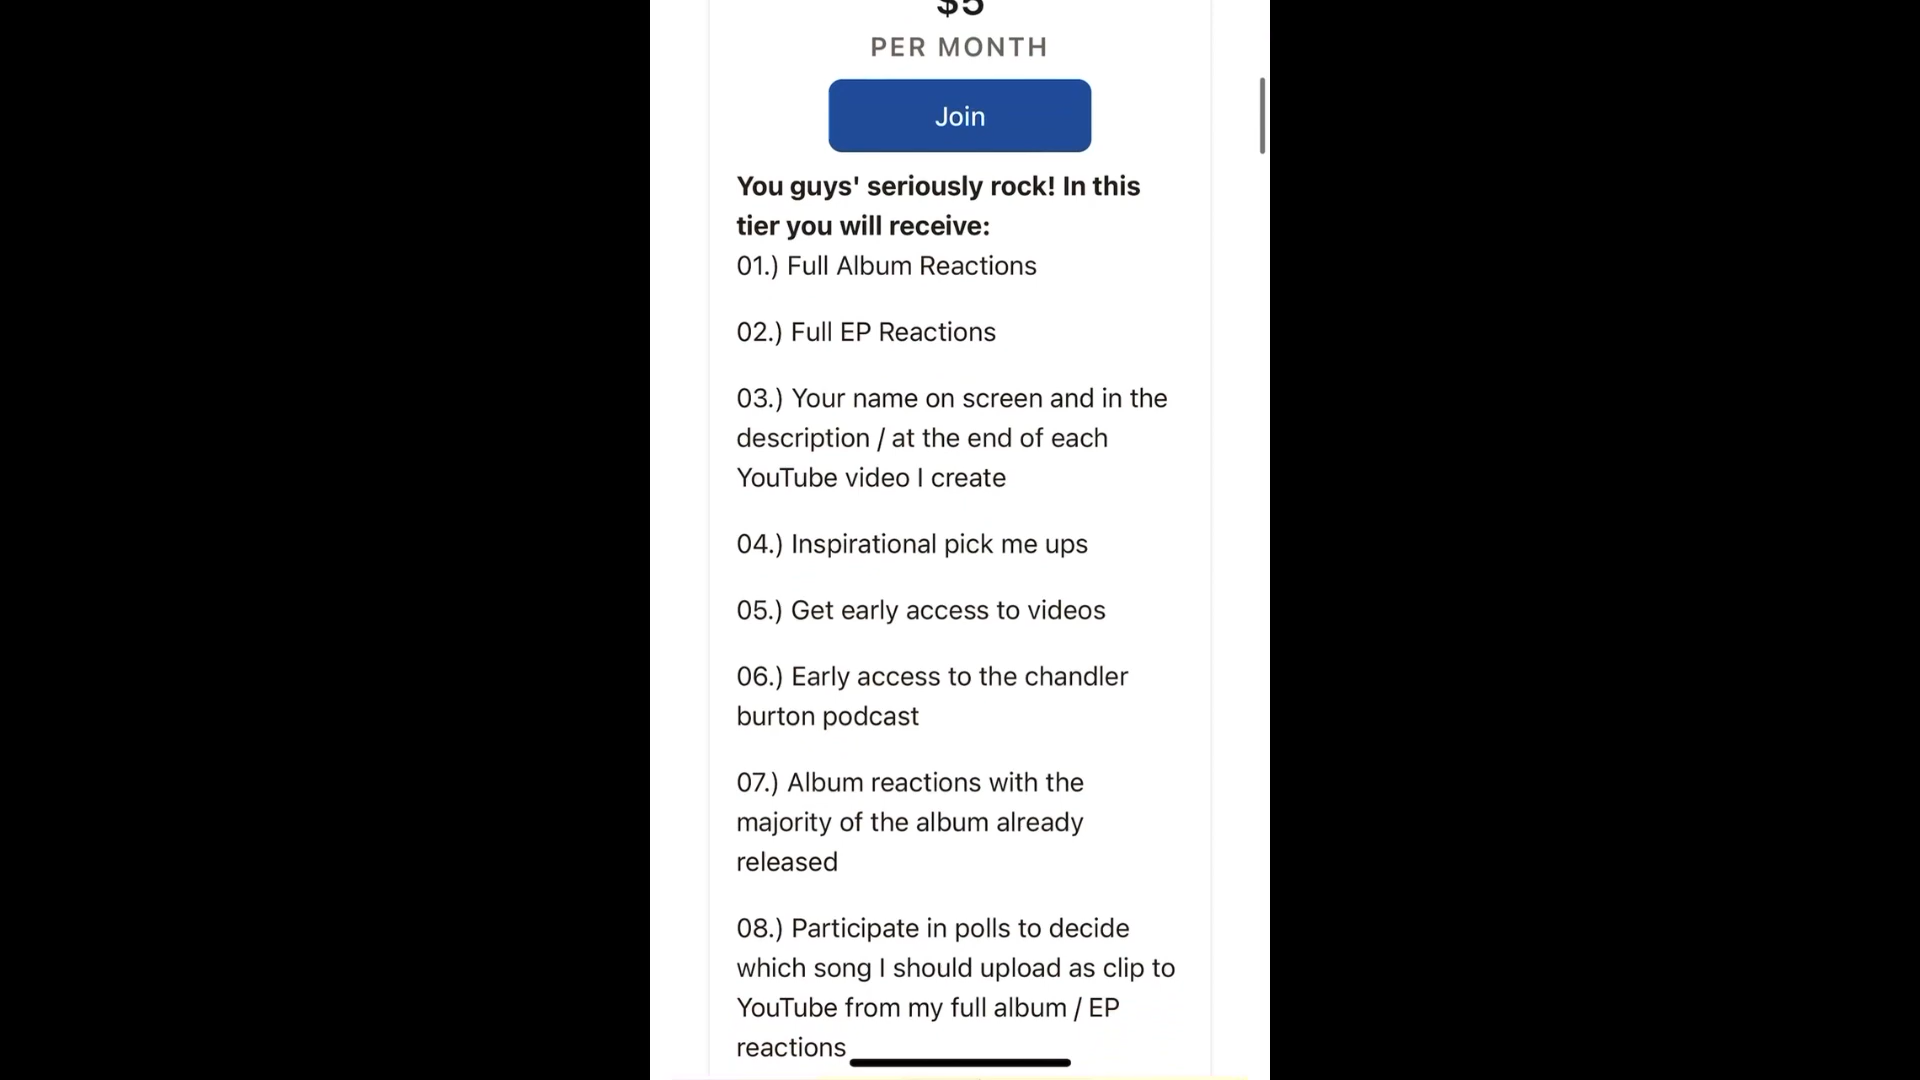 $5
PER MONTH
Join
You guys' seriously rock! In this
tier you will receive:
01.) Full Album Reactions
02.) Full EP Reactions
03.) Your name on screen and in the
description / at the end of each
YouTube video I create
04.) Inspirational pick me ups
05.) Get early access to videos
06.) Early access to the chandler
burton podcast
07.) Album reactions with the
majority of the album already
released
08.) Participate in polls to decide
which song I should upload as clip to
YouTube from my full album / EP
reactions